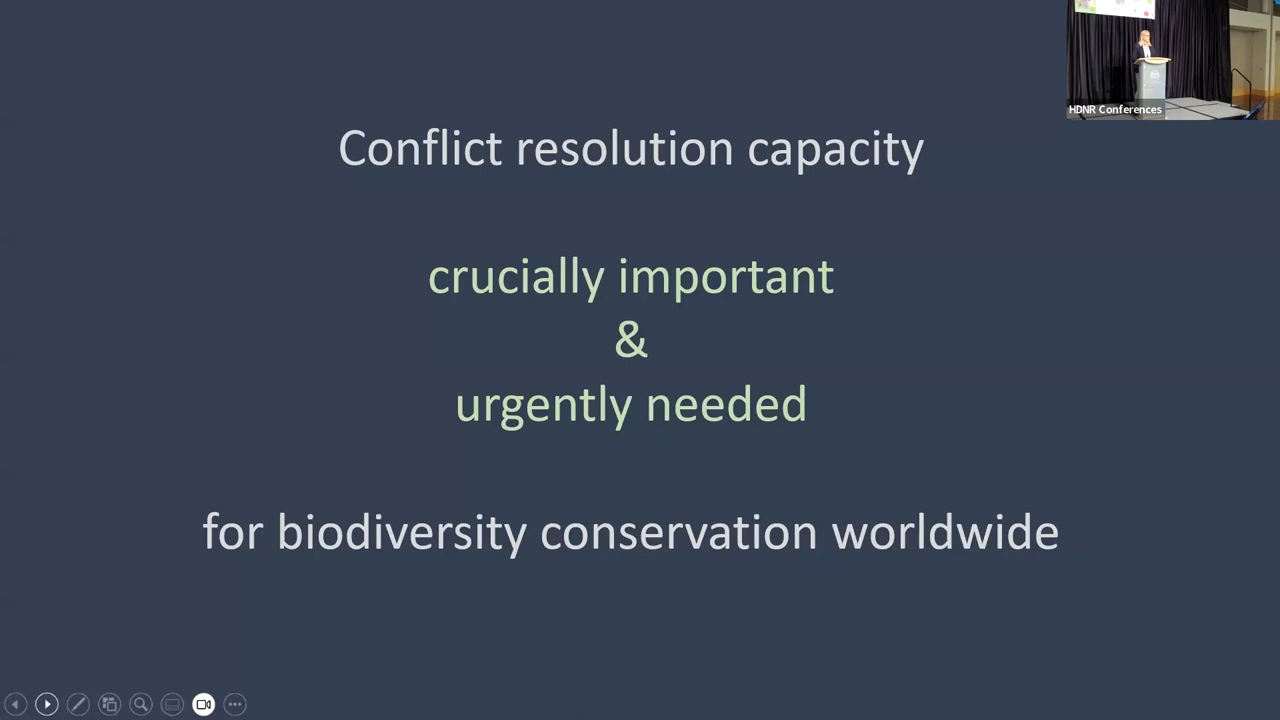 HDNR Conferences
Conflict resolution capacity
crucially important
&
urgently needed
for biodiversity conservation worldwide